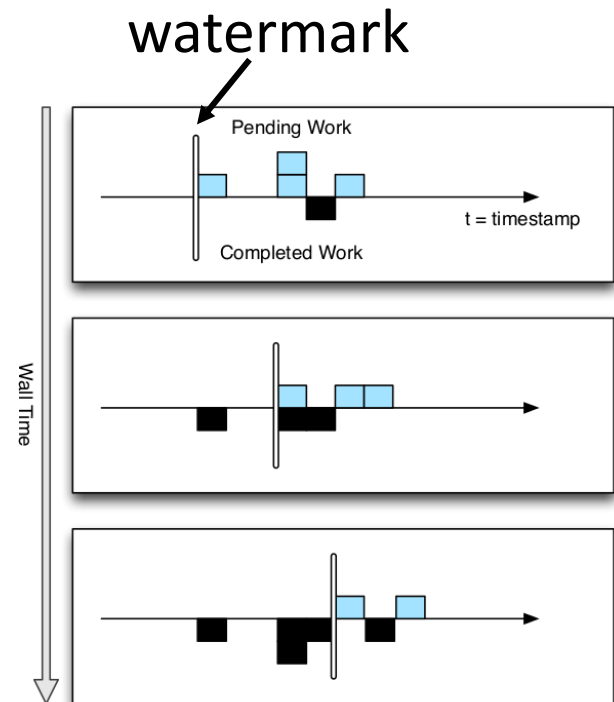 watermark
Pending Work
t = timestamp
Completed Work
Wall Time